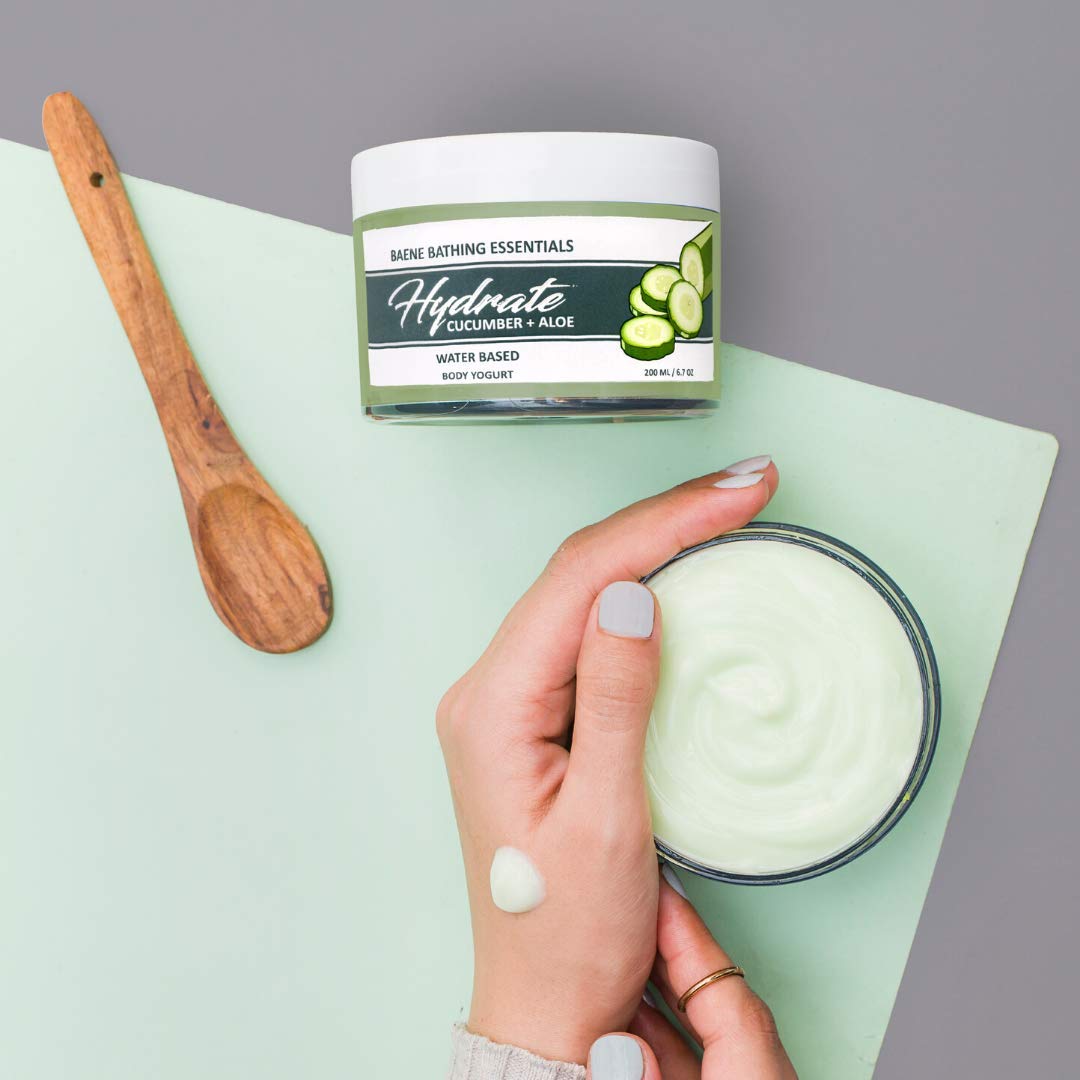 BAENE BATHING ESSENTIALS
Hydrate
CUCUMBER + ALOE
WATER BASED
BODY YOGURT
200 ML / 6.7 OZ